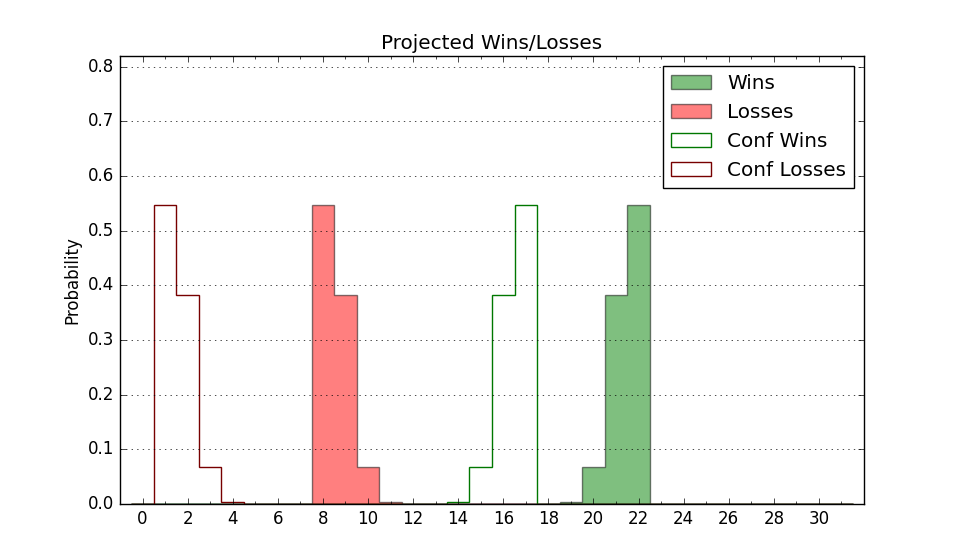 Projected Wins/Losses
0.8
0.7
0.6
0.5
0.4
0.3
0.2
0.1
0.0
Probability
Wins
Losses
Conf Wins
Conf Losses
0 2 4 6 8 10 12 14 16 18 20 22 24 26 28 30